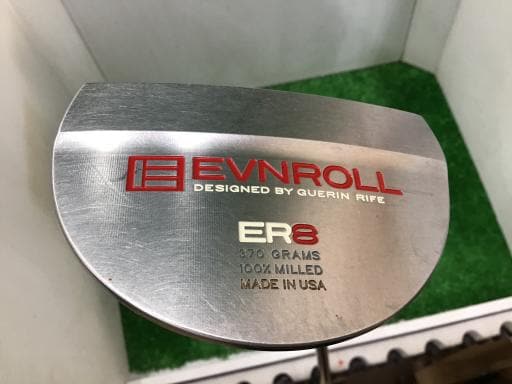 EVNROLL
DESIGNED BY GUERIN RIFE
ER8
370 GRAMS
100% MILLED
MADE IN USA